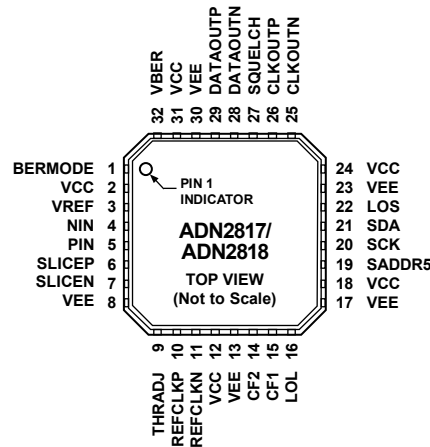 32 VBER
31 VCC
30 VEE
29 DATAOUTP
28 DATAOUTN
27 SQUELCH
26 CLKOUTP
25 CLKOUTN
BERMODE 1
VCC 2
VREF 3
NIN 4
PIN 5
SLICEP 6
SLICEN 7
VEE 8
PIN 1
INDICATOR
ADN2817/
ADN2818
TOP VIEW
(Not to Scale)
24 VCC
23 VEE
22 LOS
21 SDA
20 SCK
19 SADDR5
18 VCC
17 VEE
THRADJ 9
REFCLKP 10
REFCLKN 11
VCC 12
VEE 13
CF2 14
CF1 15
LOL 16